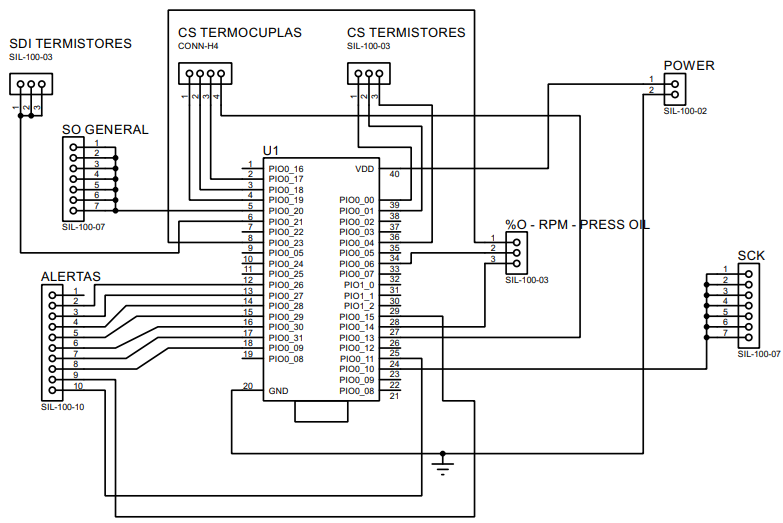 SDI TERMISTORES
SIL-100-03
1
2
3
CS TERMOCUPLAS
CONN-H4
1
2
3
4
CS TERMISTORES
SIL-100-03
1
2
3
POWER
1
2
SIL-100-02
SO GENERAL
1
2
3
4
5
6
7
SIL-100-07
U1
1 PIO0_16
2 PIO0_17
3 PIO0_18
4 PIO0_19
5 PIO0_20
6 PIO0_21
7 PIO0_22
8 PIO0_23
9 PIO0_05
10 PIO0_24
11 PIO0_25
12 PIO0_26
13 PIO0_27
14 PIO0_28
15 PIO0_29
16 PIO0_30
17 PIO0_31
18 PIO0_09
19 PIO0_08
20 GND
VDD 40
PIO0_00 39
PIO0_01 38
PIO0_02 37
PIO0_03 36
PIO0_04 35
PIO0_05 34
PIO0_06 33
PIO0_07 32
PIO1_0 31
PIO1_1 30
PIO1_2 29
PIO0_15 28
PIO0_14 27
PIO0_13 26
PIO0_12 25
PIO0_11 24
PIO0_10 23
PIO0_09 22
PIO0_08 21
%O - RPM - PRESS OIL
1
2
3
SIL-100-03
SCK
1
2
3
4
5
6
7
SIL-100-07
ALERTAS
1
2
3
4
5
6
7
8
9
10
SIL-100-10